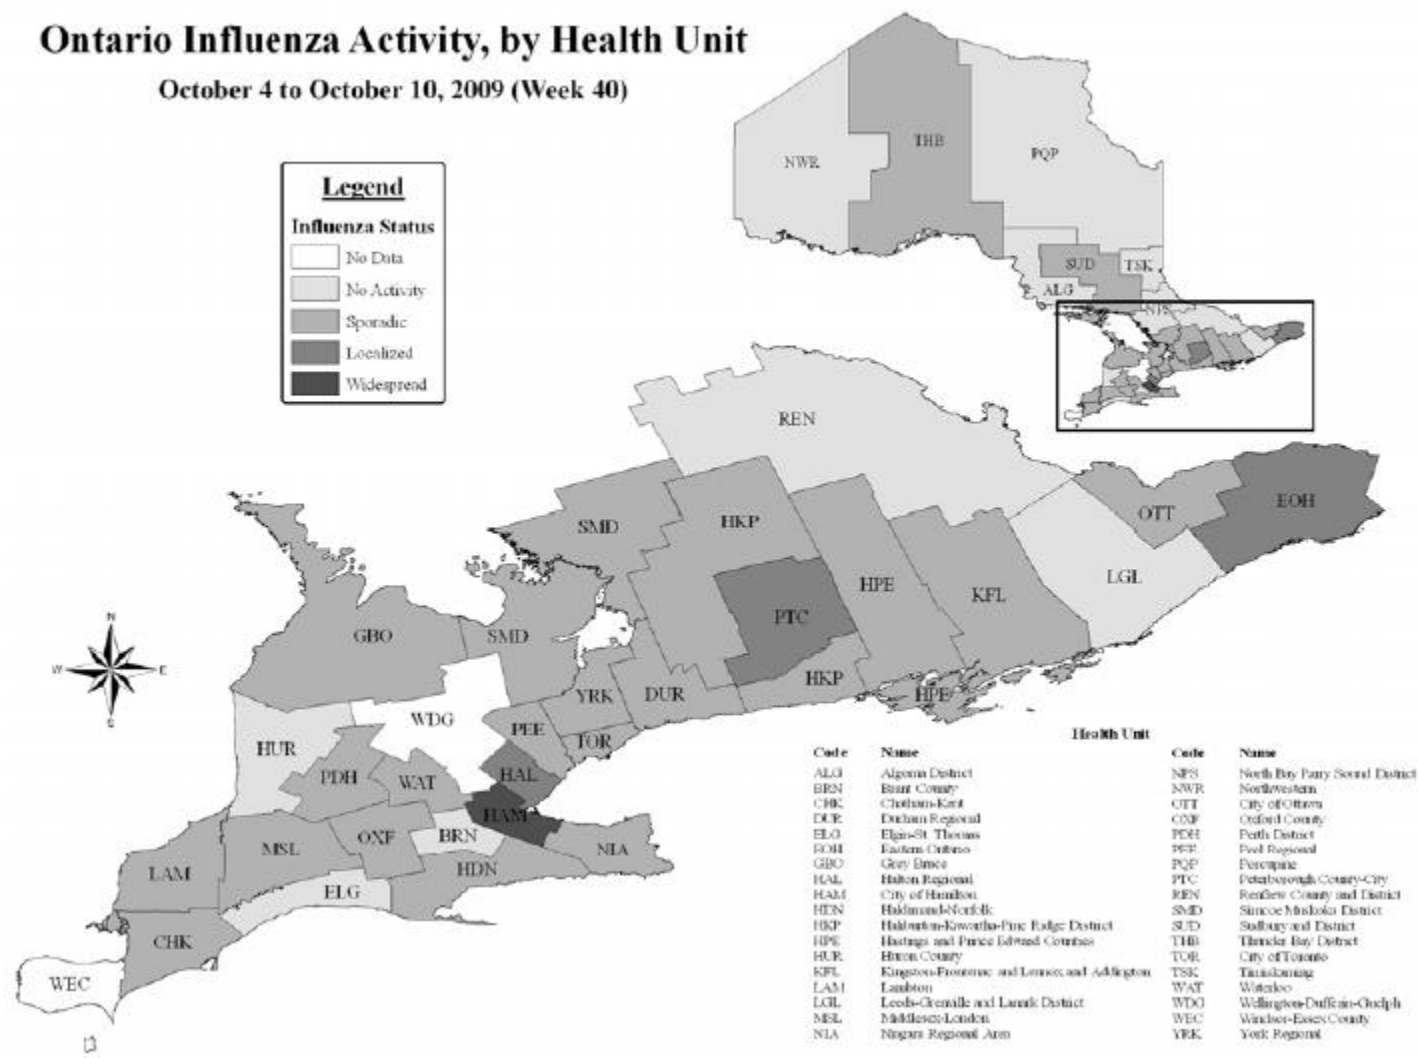 Ontario Influenza Activity, by Health Unit
October 4 to October 10, 2009 (Week 40)
Legend
Influenza Status
No Data
No Activity
Sporadic
Localized
Widespread
NWR
THB
PQP
SUD
TSK
ALG
NPS
REN
SMD
HKP
OTT
EOH
PTC
HPE
KFL
LGL
GBO
SMD
YRK
DUR
HKP
HPE
WDG
PEE
TOR
HUR
PDH
WAT
HAL
HAM
MSL
OXF
BRN
NIA
LAM
HDN
ELG
CHK
WEC
N
W
E
S
Health Unit
Code Name Code Name
ALG Algoma District NPS North Bay Parry Sound District
BRN Brant County NWR Northwestern
CHK Chatham-Kent OTT City of Ottawa
DUR Durham Regional OXF Oxford County
ELG Elgin-St. Thomas PDH Perth District
EOH Eastern Ontario PEE Peel Regional
GBO Grey Bruce PQP Porcupine
HAL Halton Regional PTC Peterborough County-City
HAM City of Hamilton REN Renfrew County and District
HDN Haldimand-Norfolk SMD Simcoe Muskoka District
HKP Haliburton-Kawartha-Pine Ridge District SUD Sudbury and District
HPE Hastings and Prince Edward Counties THB Thunder Bay District
HUR Huron County TOR City of Toronto
KFL Kingston-Frontenac and Lennox and Addington TSK Timiskaming
LAM Lambton WAT Waterloo
LGL Leeds-Grenville and Lanark District WDG Wellington-Dufferin-Guelph
MSL Middlesex-London WEC Windsor-Essex County
NIA Niagara Regional Area YRK York Regional